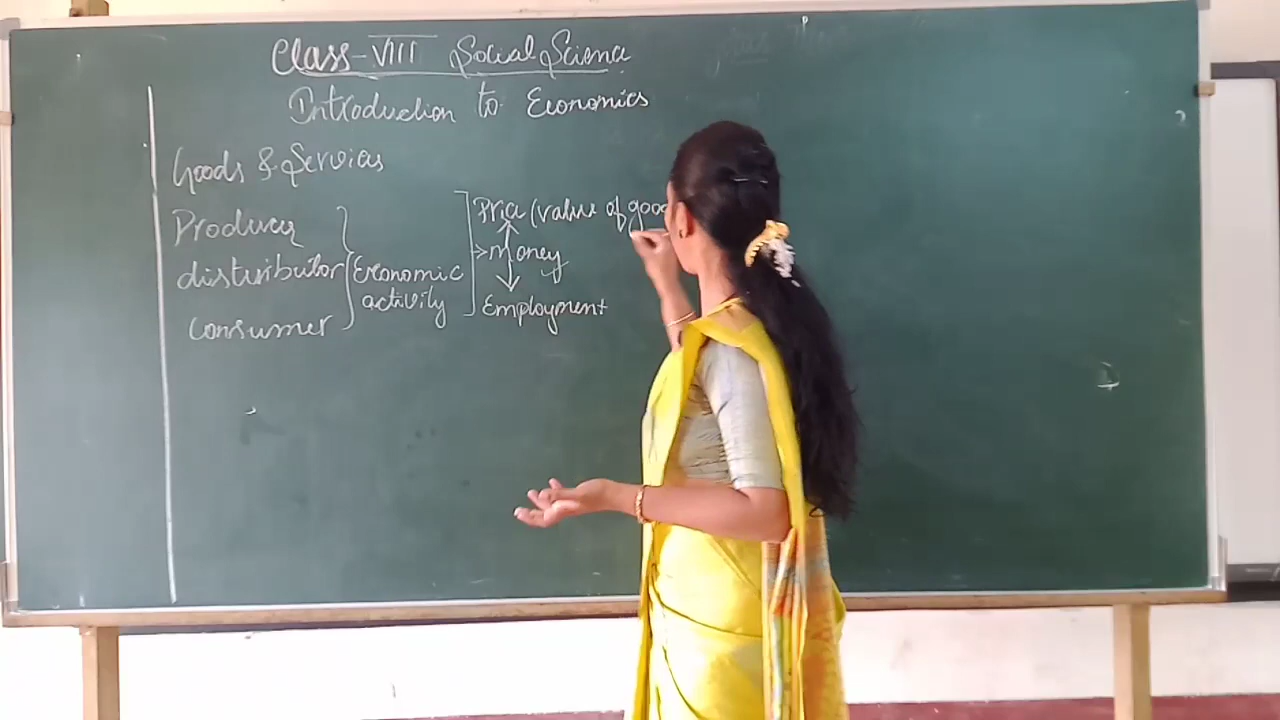 Class-VIII Social Science
Introduction to Economics
Goods & Services
Producer
distributor
consumer
Economic
activity
Price (value of good
money
Employment